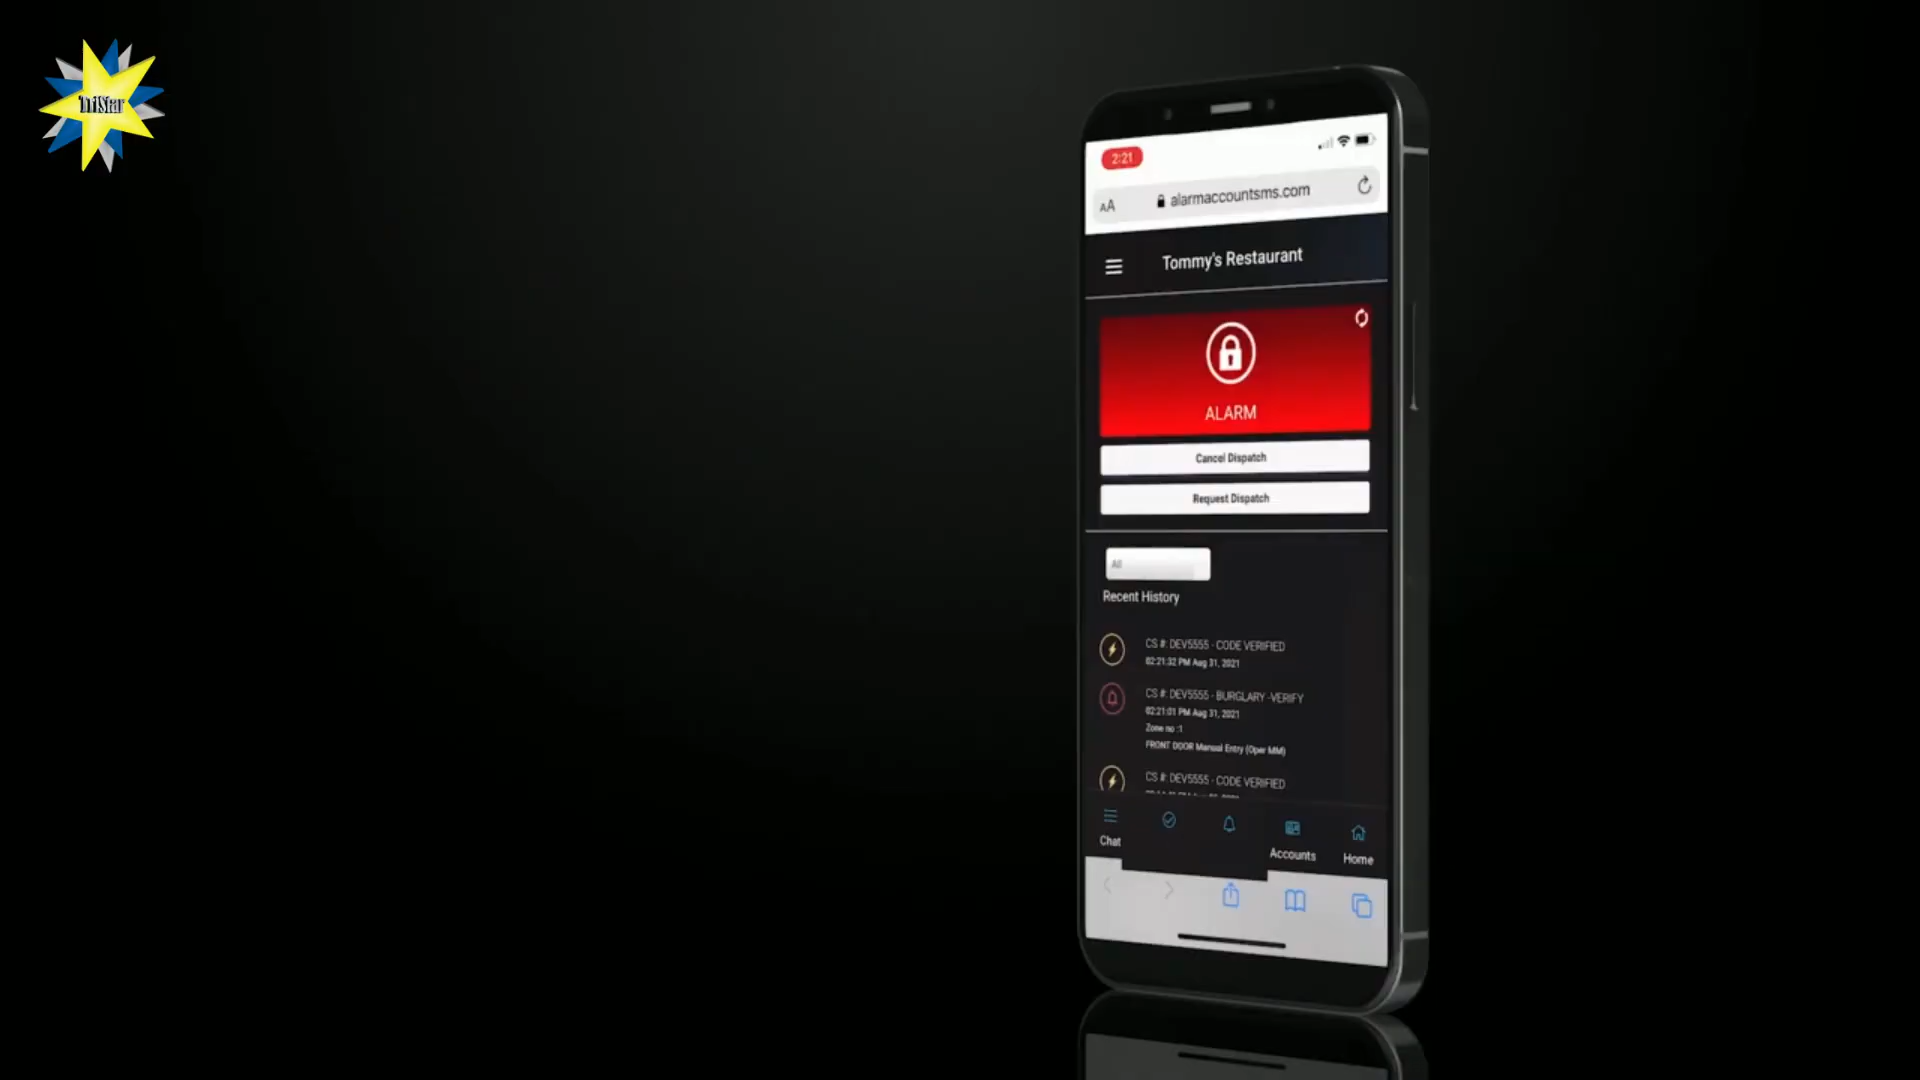 TriStar
2:21
AA
alarmaccountsms.com
Tommy's Restaurant
ALARM
Cancel Dispatch
Request Dispatch
All
Recent History
CS #: DEV5555 - CODE VERIFIED
02:21:32 PM Aug 31, 2021
CS #: DEV5555 - BURGLARY -VERIFY
02:21:01 PM Aug 31, 2021
Zone no :1
FRONT DOOR Manual Entry (Oper MM)
CS #: DEV5555 - CODE VERIFIED
Chat
Accounts
Home